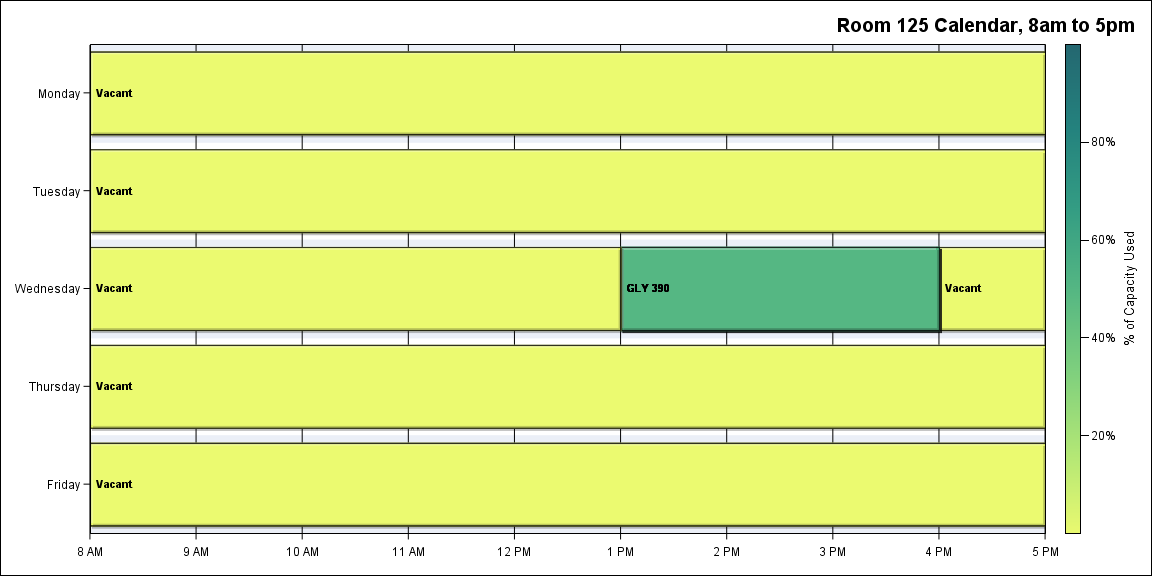 Room 125 Calendar, 8am to 5pm
Monday
Vacant
80%
Tuesday
Vacant
60%
% of Capacity Used
Wednesday
Vacant
GLY 390
Vacant
40%
Thursday
Vacant
20%
Friday
Vacant
8 AM 9 AM 10 AM 11 AM 12 PM 1 PM 2 PM 3 PM 4 PM 5 PM